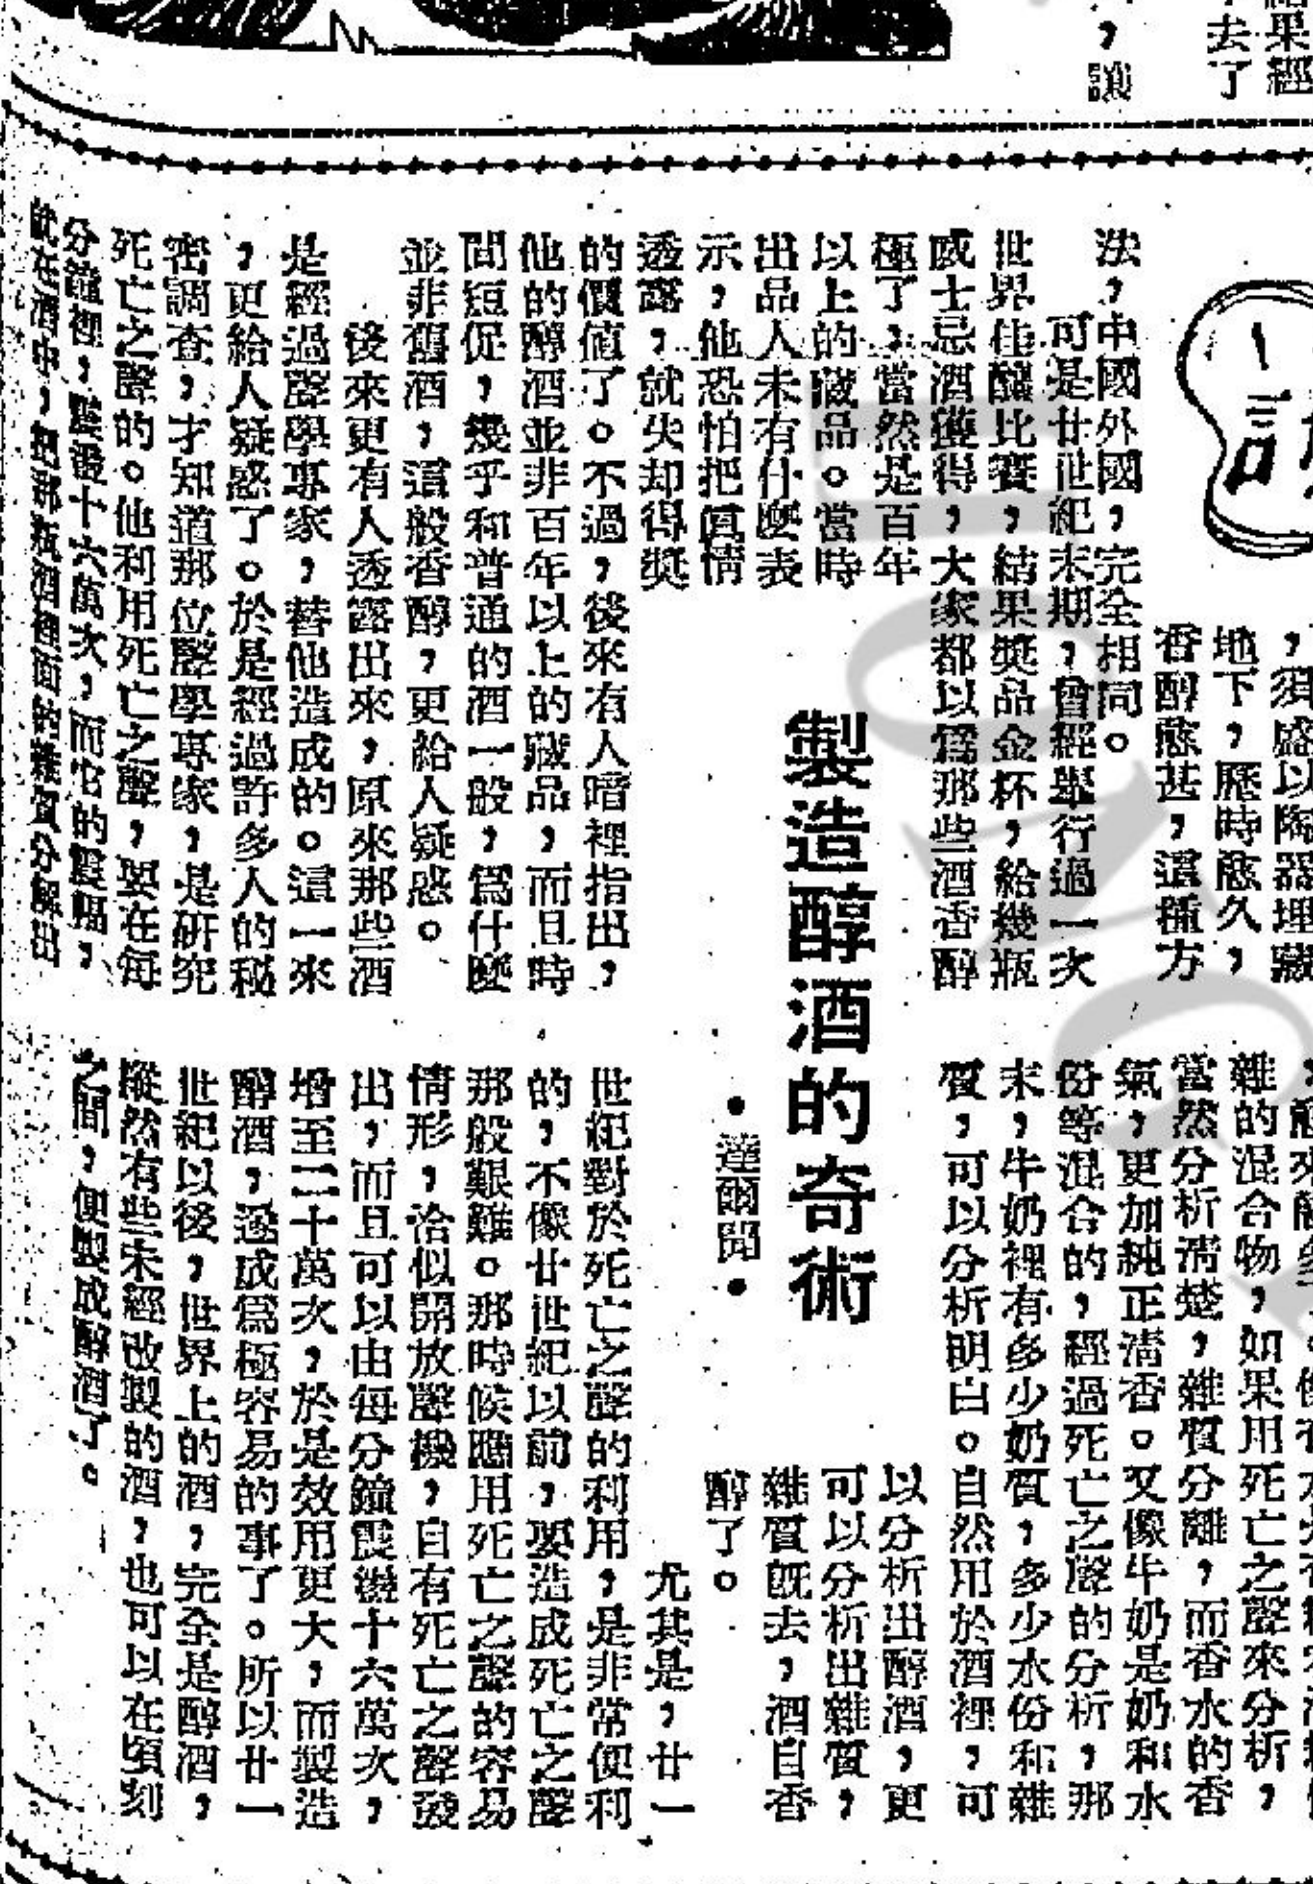 結果經
去了
，讓
三
製造醇酒的奇術
•達爾聞•
，須盛以陶器埋藏
地下，歷時愈久，
香醇愈甚，這種方
法，中國外國，完全相同。
可是廿世紀末期，曾經舉行過一次
世界佳釀比賽，結果獎品金杯，給幾瓶
威士忌酒獲得，大家都以爲那些酒香醇
極了，當然是百年
以上的藏品。當時
出品人未有什麽表
示，他恐怕把眞情
透露，就失却得獎
的價值了。不過，後來有人暗裡指出，
他的醇酒並非百年以上的藏品，而且時
間短促，幾乎和普通的酒一般，爲什麽
並非舊酒，這般香醇，更給人疑惑。
後來更有人透露出來，原來那些酒
是經過聲學專家，替他造成的。這一來
，更給人疑惑了。於是經過許多人的秘
密調查，才知道那位聲學專家，是研究
死亡之聲的。他利用死亡之聲，要在每
分鐘裡，震盪十六萬次，而它的震幅，
就在酒中，把那瓶酒裡面的雜質分解出
雜的混合物，如果用死亡之聲來分析，
當然分析清楚，雜質分離，而香水的香
氣，更加純正清香。又像牛奶是奶和水
份等混合的，經過死亡之聲的分析，那
末，牛奶裡有多少奶質，多少水份和雜
質，可以分析明白。自然用於酒裡，可
以分析出醇酒，更
可以分析出雜質，
雜質旣去，酒自香
醇了。
尤其是，廿一
世紀對於死亡之聲的利用，是非常便利
的，不像廿世紀以前，要造成死亡之聲
那般艱難。那時候應用死亡之聲的容易
情形，洽似開放聲機，自有死亡之聲發
出，而且可以由每分鐘震盪十六萬次，
增至二十萬次，於是效用更大，而製造
醇酒，遂成爲極容易的事了。所以廿一
世紀以後，世界上的酒，完全是醇酒，
縱然有些未經改製的酒，也可以在頃刻
之間，便製成醇酒了。